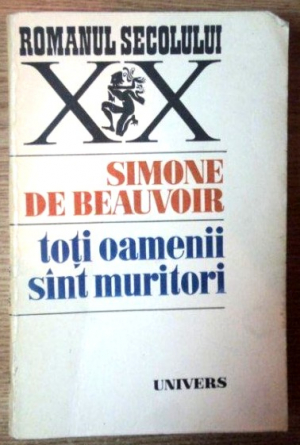 ROMANUL SECOLULUI
XX
SIMONE
DE BEAUVOIR
toţi oamenii
sînt muritori
UNIVERS